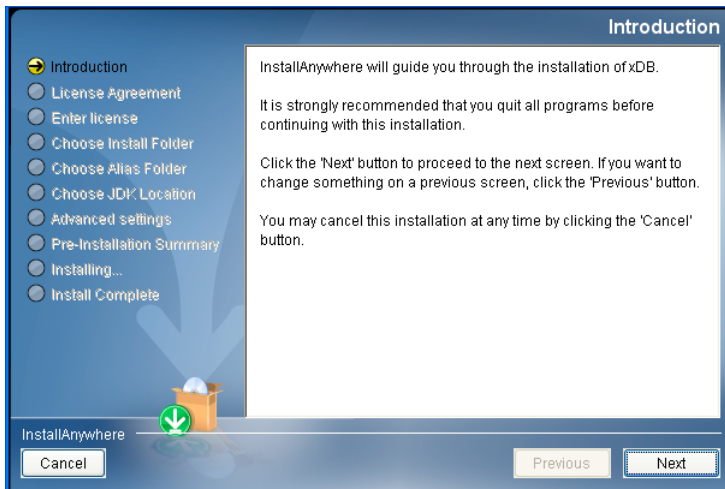 Introduction
Introduction
License Agreement
Enter license
Choose Install Folder
Choose Alias Folder
Choose JDK Location
Advanced settings
Pre-Installation Summary
Installing...
Install Complete
InstallAnywhere will guide you through the installation of xDB.
It is strongly recommended that you quit all programs before
continuing with this installation.
Click the 'Next' button to proceed to the next screen. If you want to
change something on a previous screen, click the 'Previous' button.
You may cancel this installation at any time by clicking the 'Cancel'
button.
InstallAnywhere
Cancel
Previous
Next